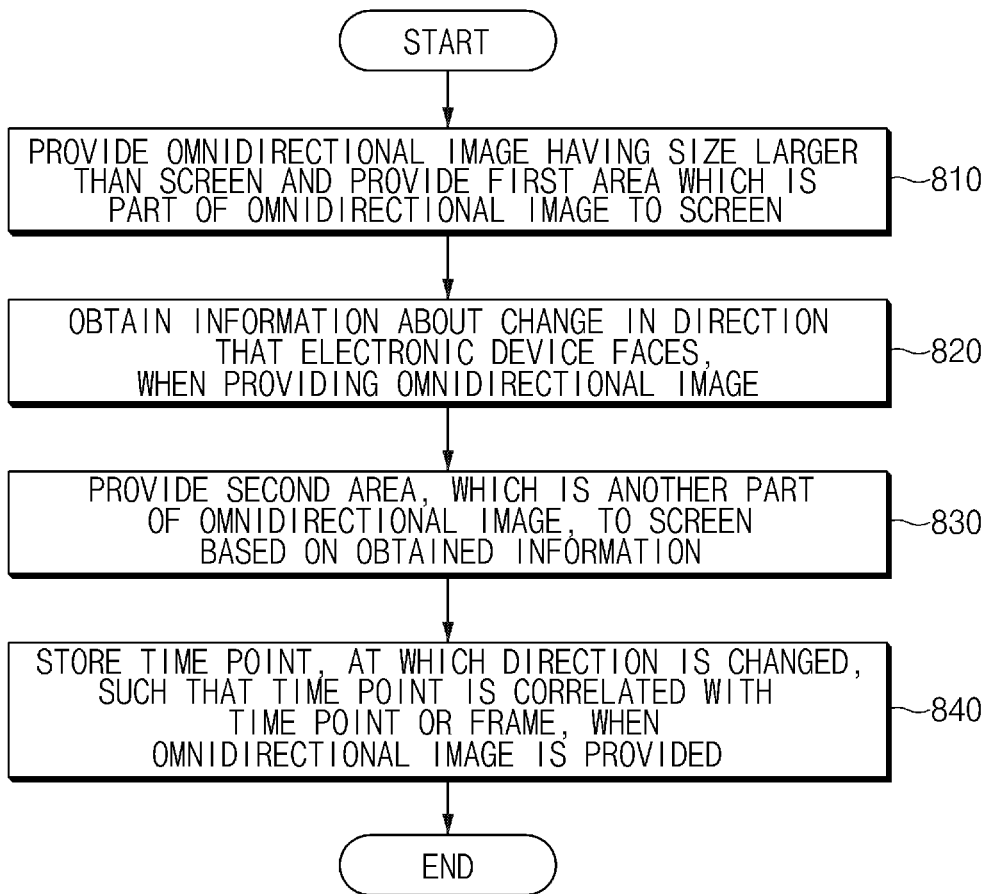 START
PROVIDE OMNIDIRECTIONAL IMAGE HAVING SIZE LARGER
THAN SCREEN AND PROVIDE FIRST AREA WHICH IS
PART OF OMNIDIRECTIONAL IMAGE TO SCREEN
810
OBTAIN INFORMATION ABOUT CHANGE IN DIRECTION
THAT ELECTRONIC DEVICE FACES,
WHEN PROVIDING OMNIDIRECTIONAL IMAGE
820
PROVIDE SECOND AREA, WHICH IS ANOTHER PART
OF OMNIDIRECTIONAL IMAGE, TO SCREEN
BASED ON OBTAINED INFORMATION
830
STORE TIME POINT, AT WHICH DIRECTION IS CHANGED,
SUCH THAT TIME POINT IS CORRELATED WITH
TIME POINT OR FRAME, WHEN
OMNIDIRECTIONAL IMAGE IS PROVIDED
840
END